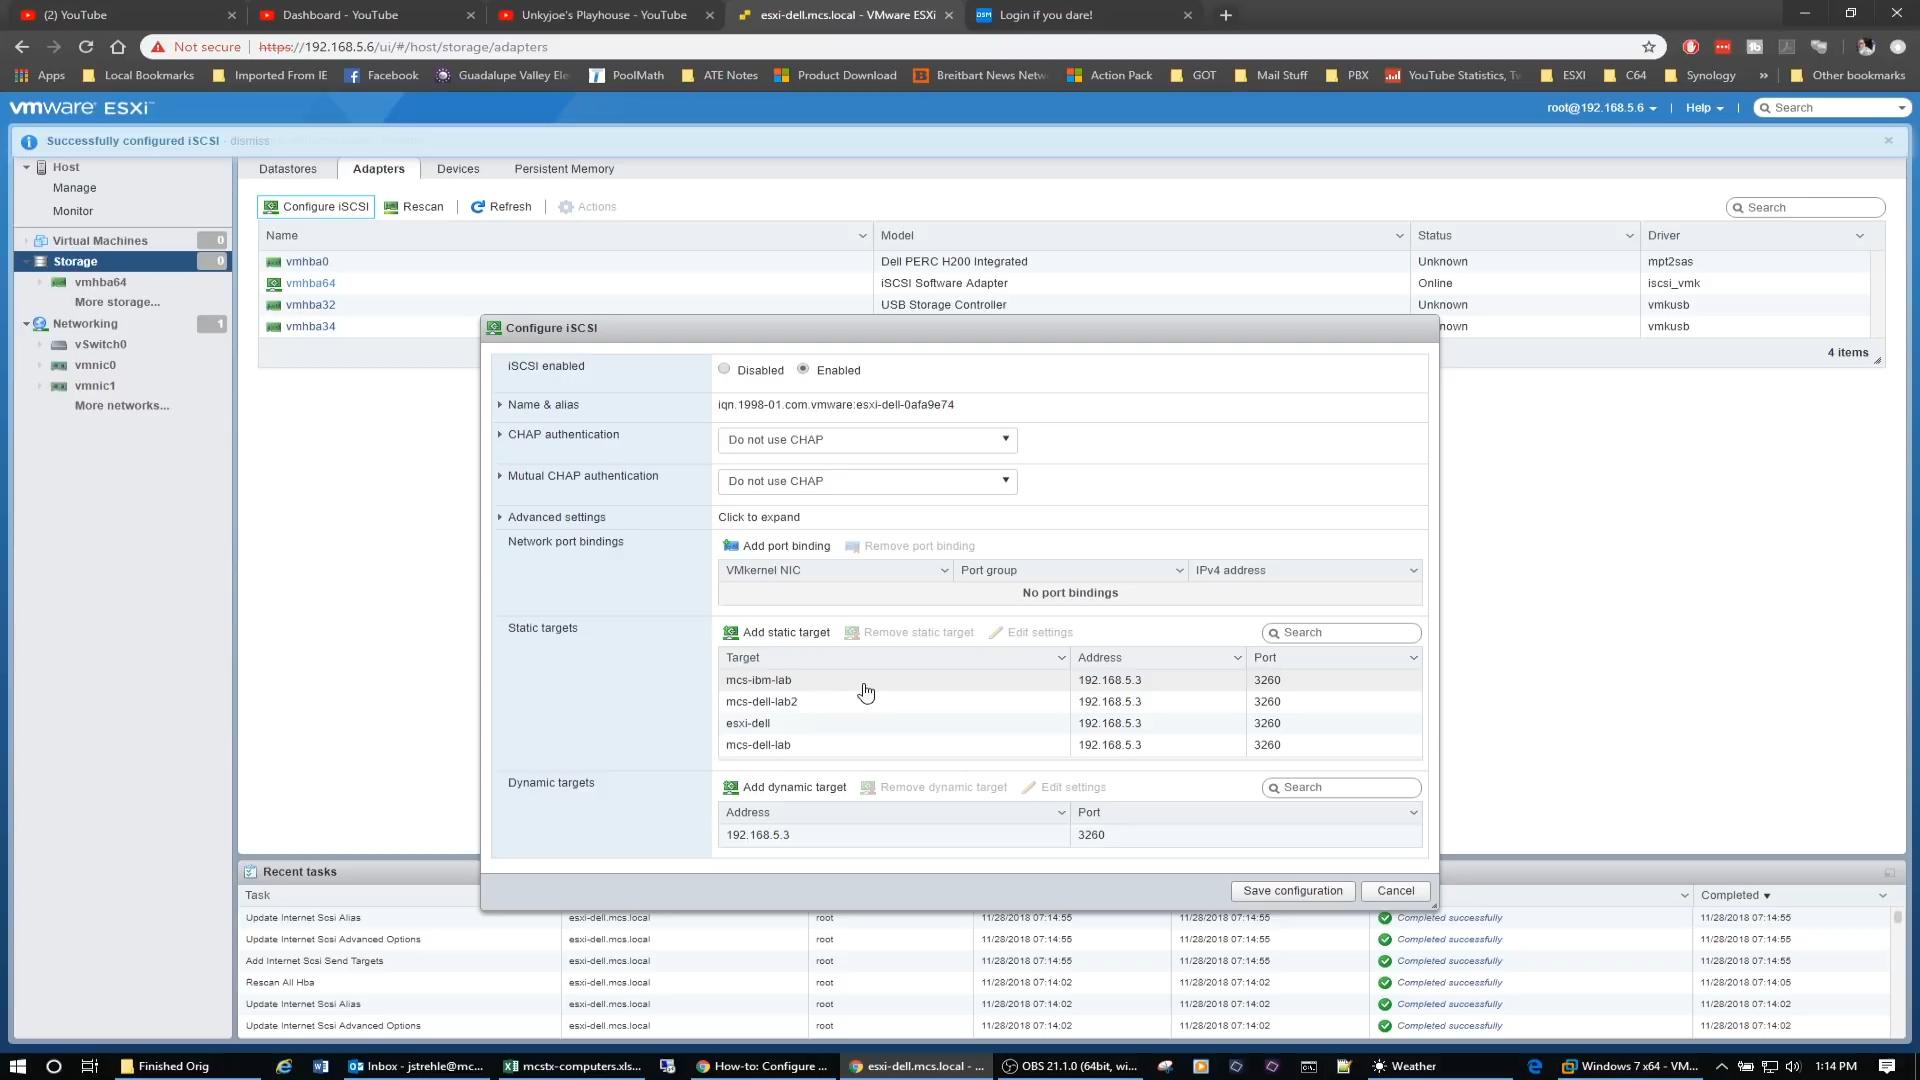 (2) YouTube
Dashboard - YouTube
Unkyjoe's Playhouse - YouTube
esxi-dell.mcs.local - VMware ESXi
DSM Login if you dare!
Not secure https://192.168.5.6/ui/#/host/storage/adapters
Apps Local Bookmarks Imported From IE Facebook Guadalupe Valley Ele PoolMath ATE Notes Product Download Breitbart News Netw Action Pack GOT Mail Stuff PBX YouTube Statistics, Tw ESXI C64 Synology » Other bookmarks
vmware ESXi
root@192.168.5.6 | Help | Search
Successfully configured iSCSI - dismiss
Host
Manage
Monitor
Virtual Machines 0
Storage 0
vmhba64
More storage...
Networking 1
vSwitch0
vmnic0
vmnic1
More networks...
Datastores Adapters Devices Persistent Memory
Configure iSCSI Rescan Refresh Actions Search
Name Model Status Driver
vmhba0 Dell PERC H200 Integrated Unknown mpt2sas
vmhba64 iSCSI Software Adapter Online iscsi_vmk
vmhba32 USB Storage Controller Unknown vmkusb
vmhba34 nown vmkusb
4 items
Configure iSCSI
iSCSI enabled Disabled Enabled
Name & alias iqn.1998-01.com.vmware:esxi-dell-0afa9e74
CHAP authentication Do not use CHAP
Mutual CHAP authentication Do not use CHAP
Advanced settings Click to expand
Network port bindings Add port binding Remove port binding
VMkernel NIC Port group IPv4 address
No port bindings
Static targets Add static target Remove static target Edit settings Search
Target Address Port
mcs-ibm-lab 192.168.5.3 3260
mcs-dell-lab2 192.168.5.3 3260
esxi-dell 192.168.5.3 3260
mcs-dell-lab 192.168.5.3 3260
Dynamic targets Add dynamic target Remove dynamic target Edit settings Search
Address Port
192.168.5.3 3260
Save configuration Cancel
Recent tasks
Task Completed
Update Internet Scsi Alias esxi-dell.mcs.local root 11/28/2018 07:14:55 11/28/2018 07:14:55 Completed successfully 11/28/2018 07:14:55
Update Internet Scsi Advanced Options esxi-dell.mcs.local root 11/28/2018 07:14:55 11/28/2018 07:14:55 Completed successfully 11/28/2018 07:14:55
Add Internet Scsi Send Targets esxi-dell.mcs.local root 11/28/2018 07:14:55 11/28/2018 07:14:55 Completed successfully 11/28/2018 07:14:55
Rescan All Hba esxi-dell.mcs.local root 11/28/2018 07:14:02 11/28/2018 07:14:02 Completed successfully 11/28/2018 07:14:05
Update Internet Scsi Alias esxi-dell.mcs.local root 11/28/2018 07:14:02 11/28/2018 07:14:02 Completed successfully 11/28/2018 07:14:02
Update Internet Scsi Advanced Options esxi-dell.mcs.local root 11/28/2018 07:14:02 11/28/2018 07:14:02 Completed successfully 11/28/2018 07:14:02
Finished Orig Inbox - jstrehle@mc... mcstx-computers.xls... How-to: Configure ... esxi-dell.mcs.local - ... OBS 21.1.0 (64bit, wi... Weather Windows 7 x64 - VM... 1:14 PM